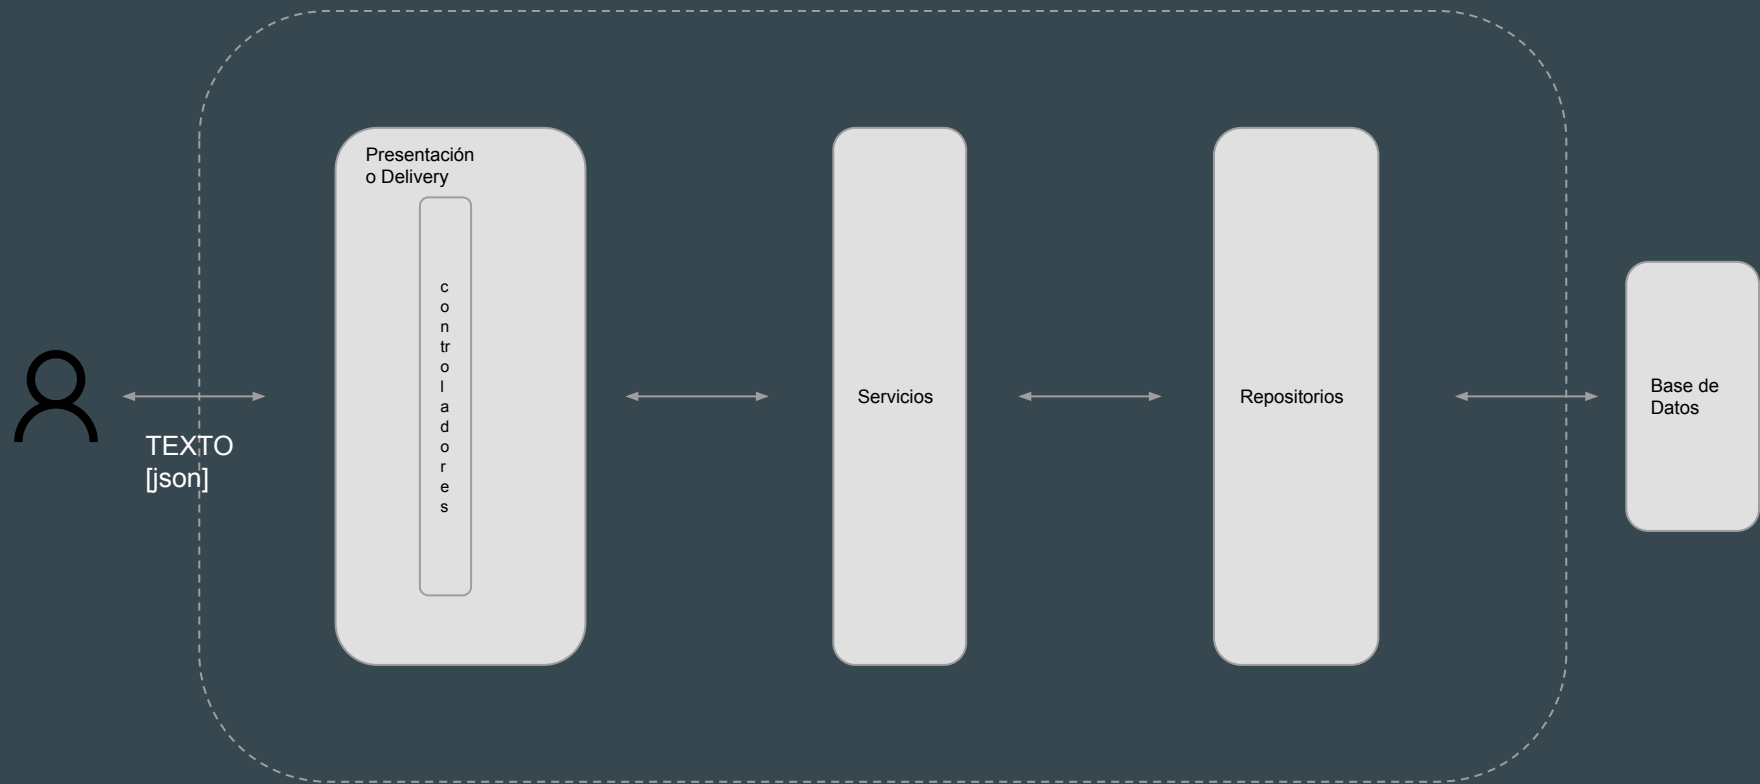 Presentación
o Delivery
c
o
n
tr
o
l
a
d
o
r
e
s
TEXTO
[json]
Servicios
Repositorios
Base de
Datos